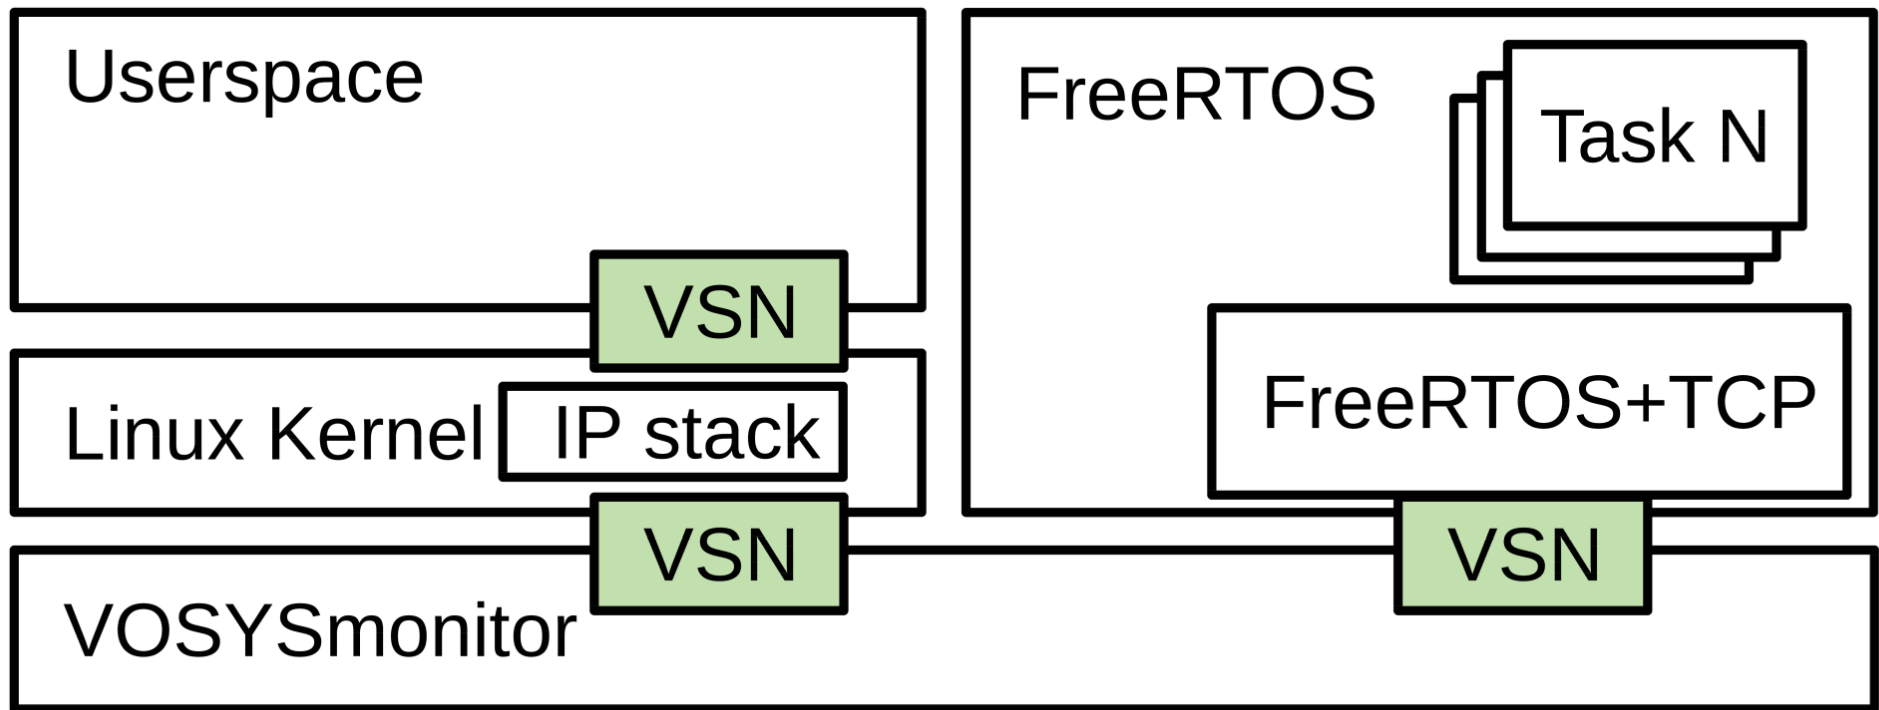 Userspace
VSN
Linux Kernel
IP stack
VSN
FreeRTOS
Task N
FreeRTOS+TCP
VSN
VOSYSmonitor